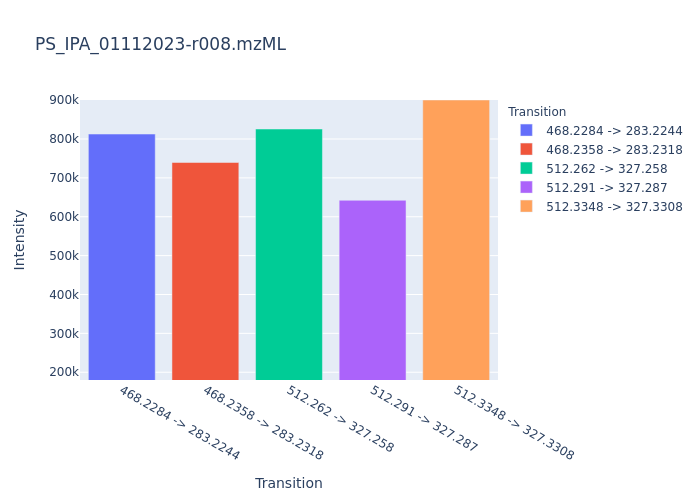 PS_IPA_01112023-r008.mzML
900k
800k
700k
600k
500k
400k
300k
200k
Intensity
468.2284 -> 283.2244
468.2358 -> 283.2318
512.262 -> 327.258
512.291 -> 327.287
512.3348 -> 327.3308
Transition
Transition
468.2284 -> 283.2244
468.2358 -> 283.2318
512.262 -> 327.258
512.291 -> 327.287
512.3348 -> 327.3308